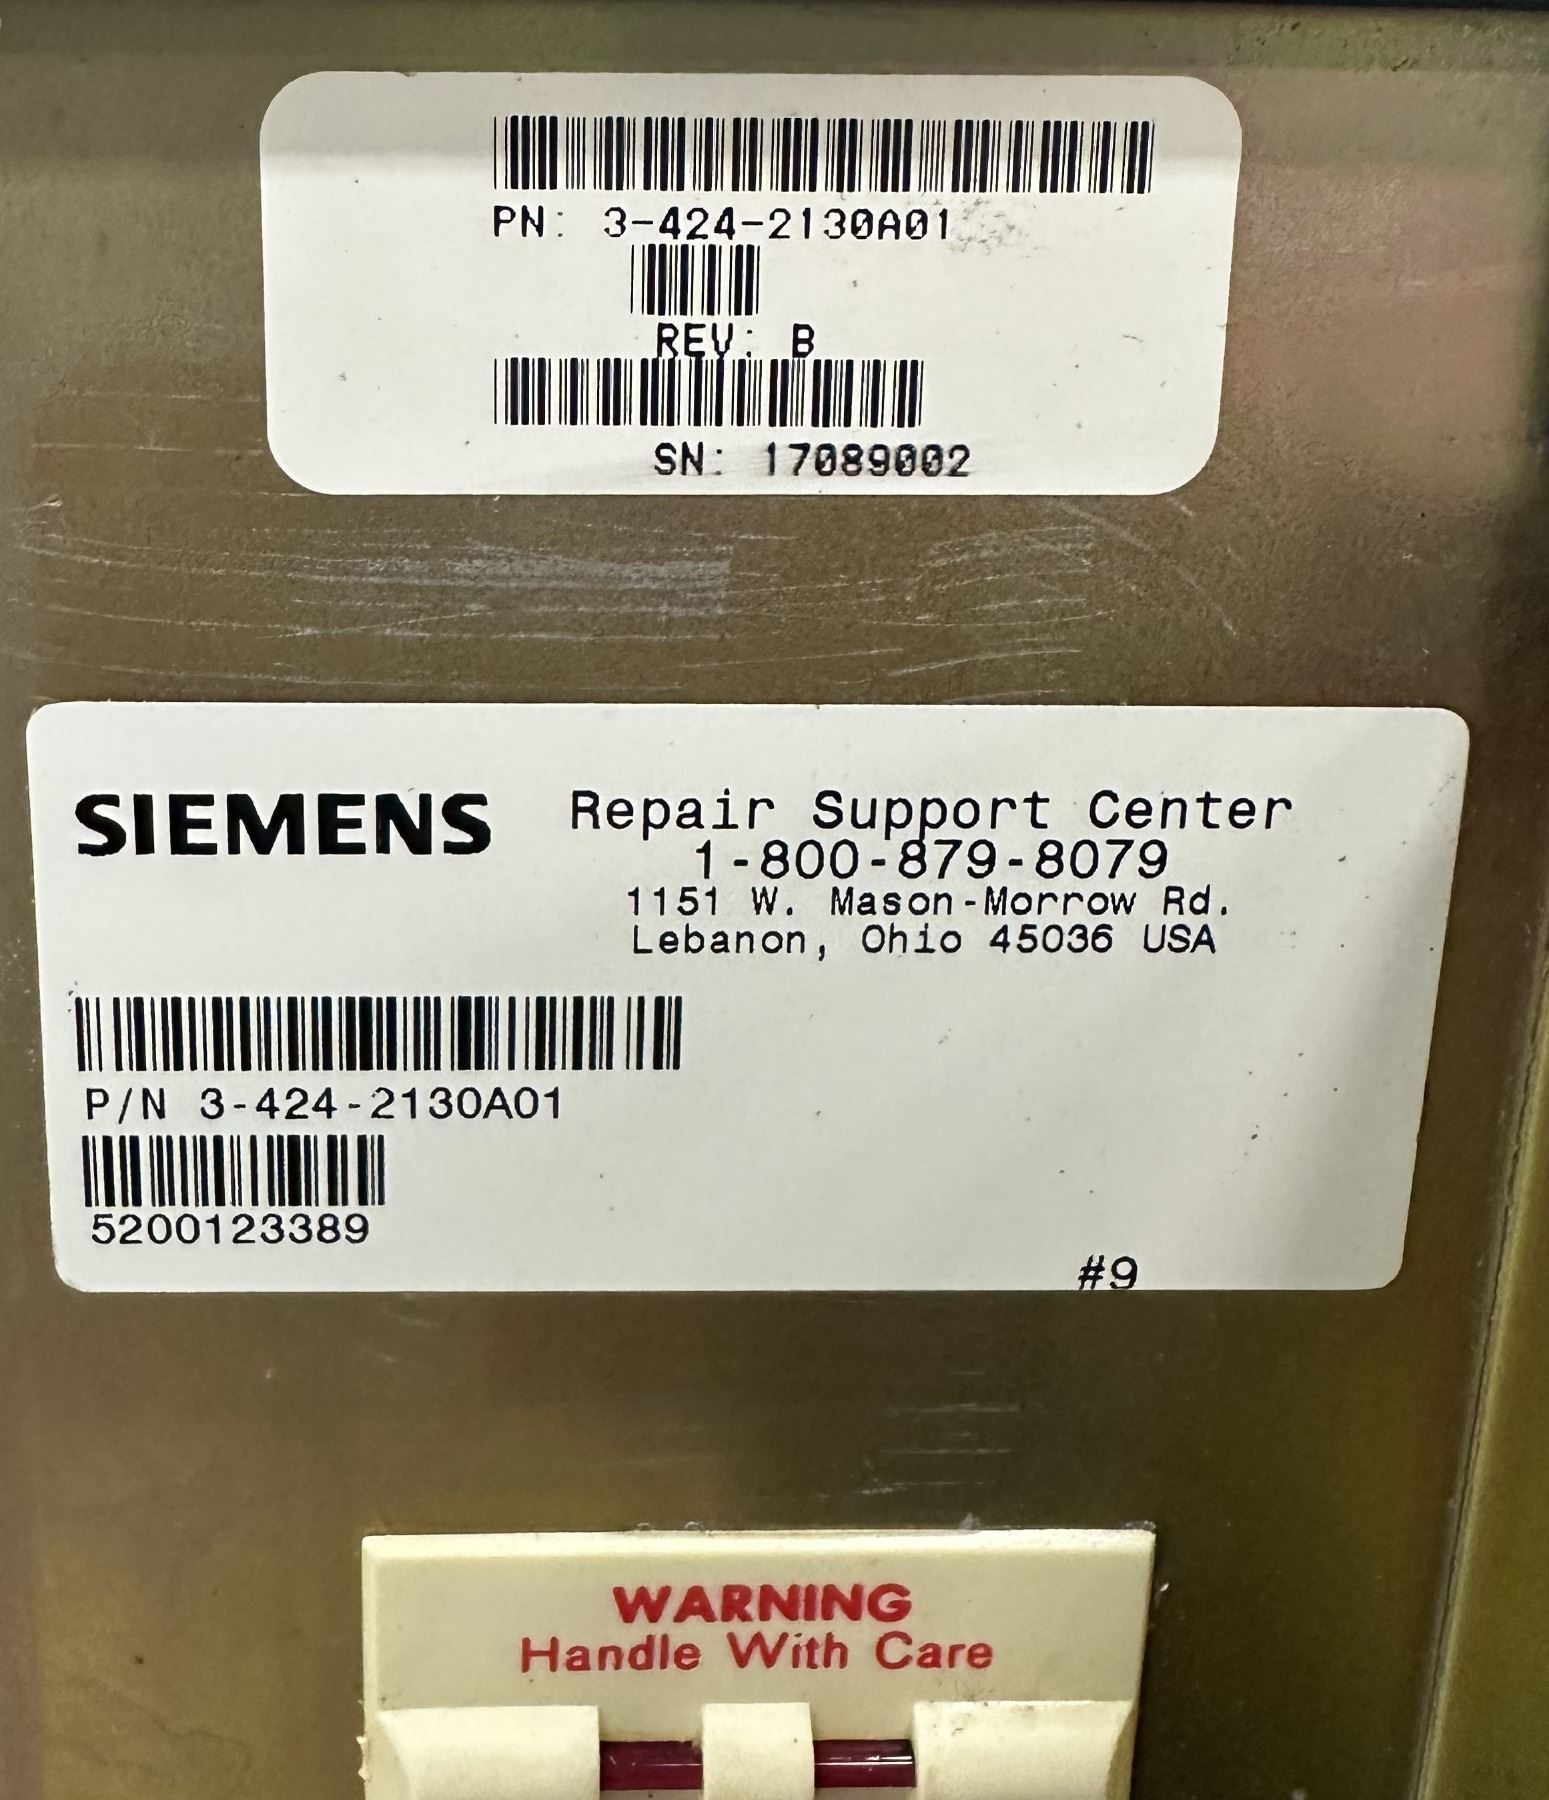 PN: 3-424-2130A01
REV: B
SN: 17089002
SIEMENS
Repair Support Center
1-800-879-8079
1151 W. Mason-Morrow Rd.
Lebanon, Ohio 45036 USA
P/N 3-424-2130A01
5200123389
#9
WARNING
Handle With Care